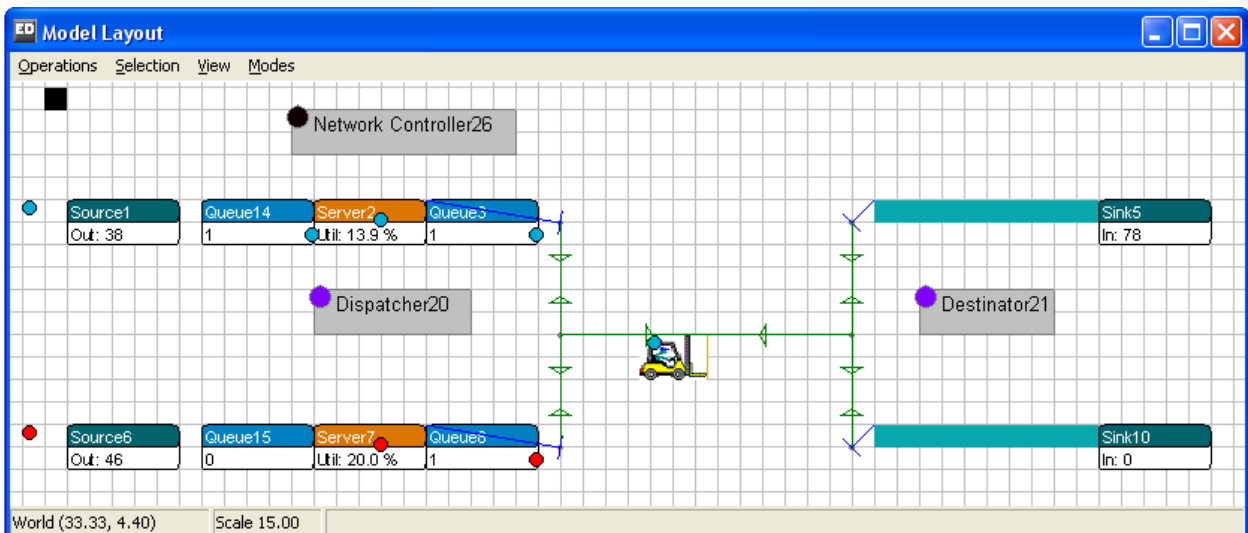 ED Model Layout
Operations Selection View Modes
Network Controller26
Source1 Queue14 Server2 Queue3 Sink5
Out: 38 1 Util: 13.9 % 1 In: 78
Dispatcher20 Destinator21
Source6 Queue15 Server7 Queue8 Sink10
Out: 46 0 Util: 20.0 % 1 In: 0
World (33.33, 4.40) Scale 15.00